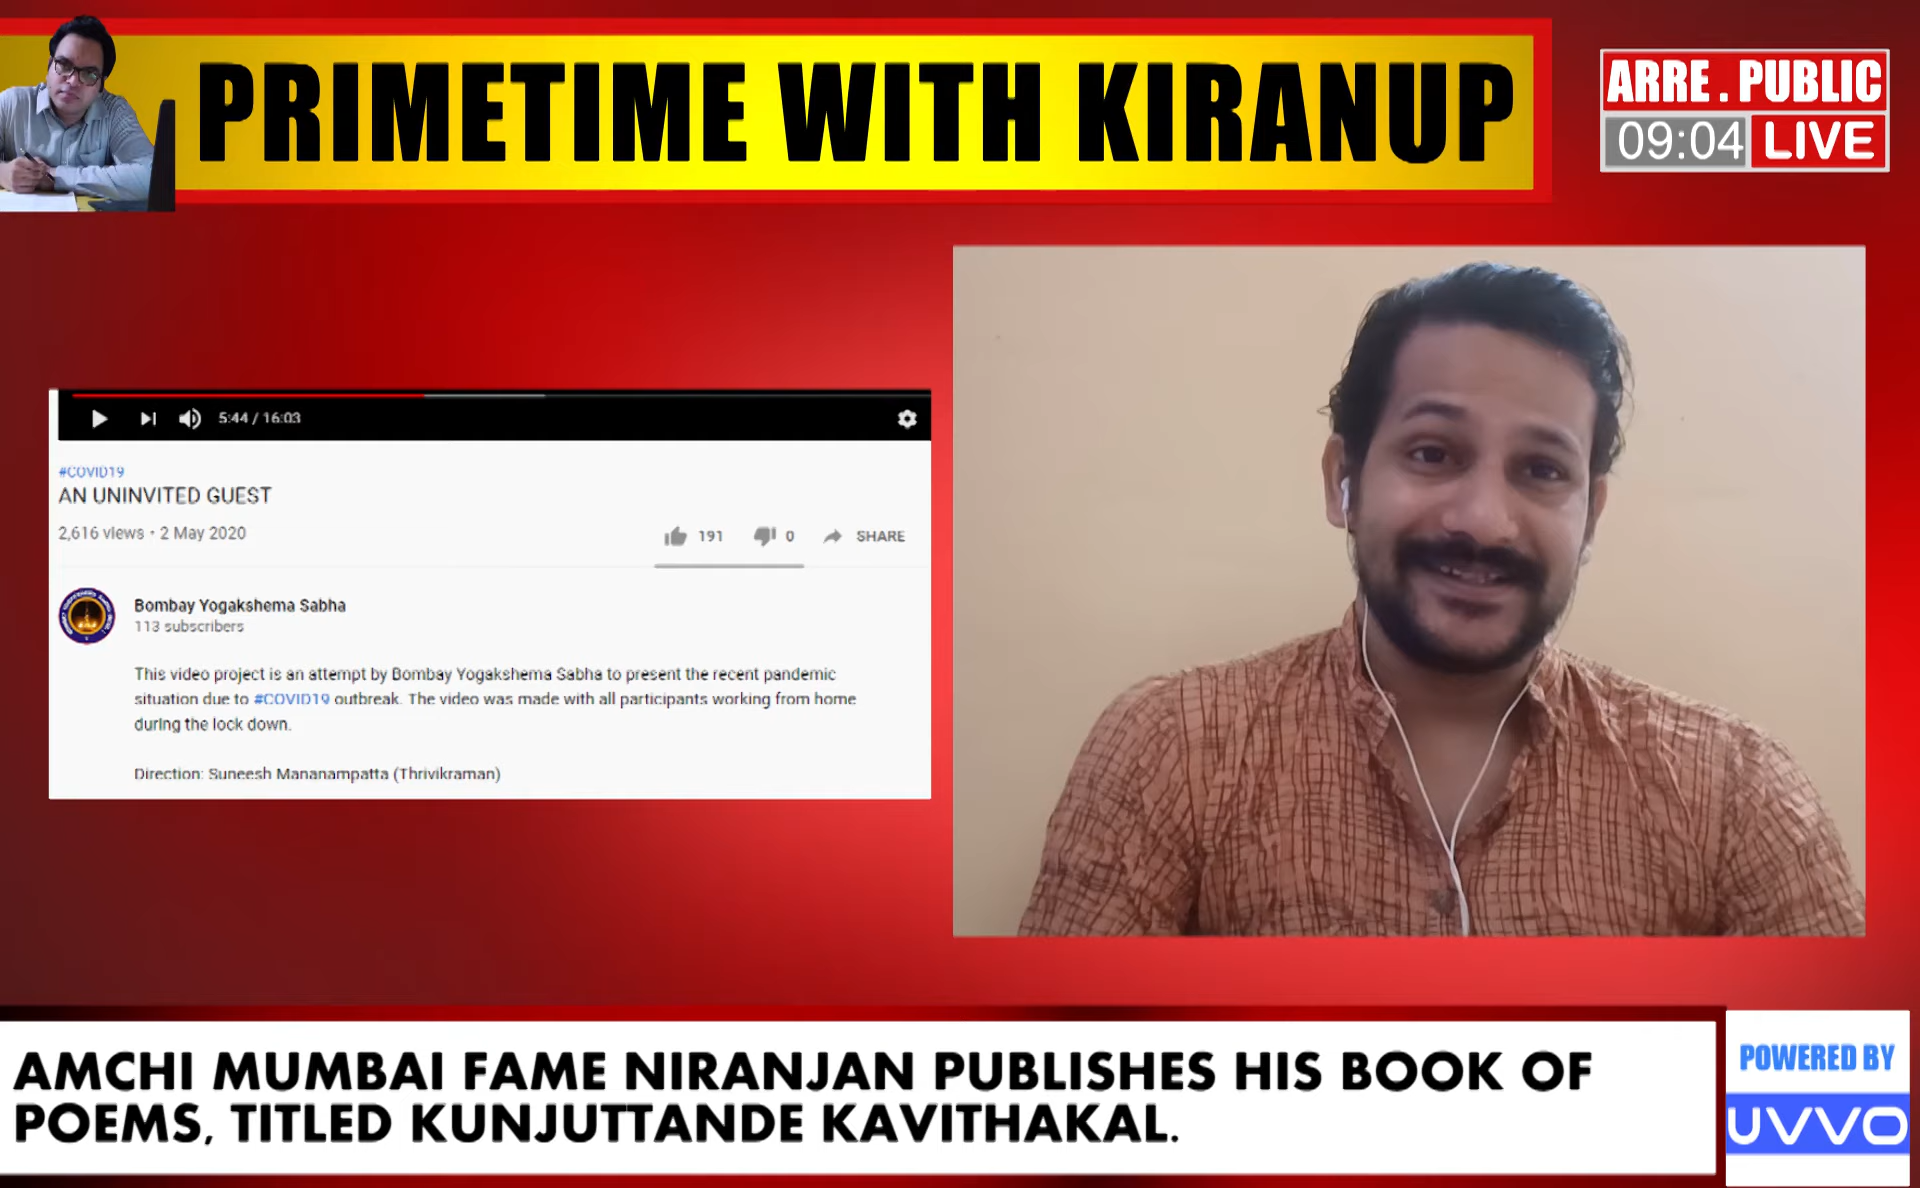 PRIMETIME WITH KIRANUP
ARRE . PUBLIC
09:04 LIVE
5:44 / 16:03
#COVID19
AN UNINVITED GUEST
2,616 views • 2 May 2020
191 0 SHARE
Bombay Yogakshema Sabha
113 subscribers
This video project is an attempt by Bombay Yogakshema Sabha to present the recent pandemic
situation due to #COVID19 outbreak. The video was made with all participants working from home
during the lock down.
Direction: Suneesh Mananampatta (Thrivikraman)
AMCHI MUMBAI FAME NIRANJAN PUBLISHES HIS BOOK OF
POEMS, TITLED KUNJUTTANDE KAVITHAKAL.
POWERED BY
UVVO